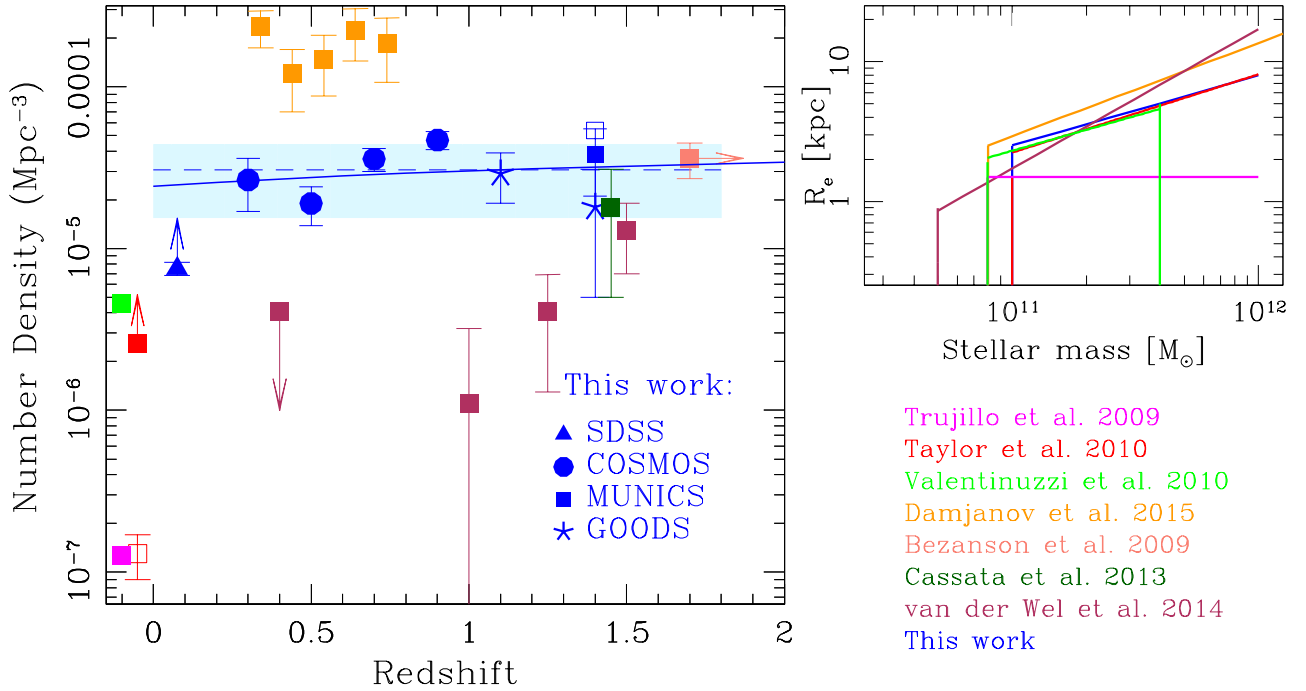 Number Density (Mpc⁻³)
0.0001
10⁻⁵
10⁻⁶
10⁻⁷
This work:
SDSS
COSMOS
MUNICS
GOODS
0 0.5 1 1.5 2
Redshift
Rₑ [kpc]
10
1
10¹¹ 10¹²
Stellar mass [M⊙]
Trujillo et al. 2009
Taylor et al. 2010
Valentinuzzi et al. 2010
Damjanov et al. 2015
Bezanson et al. 2009
Cassata et al. 2013
van der Wel et al. 2014
This work